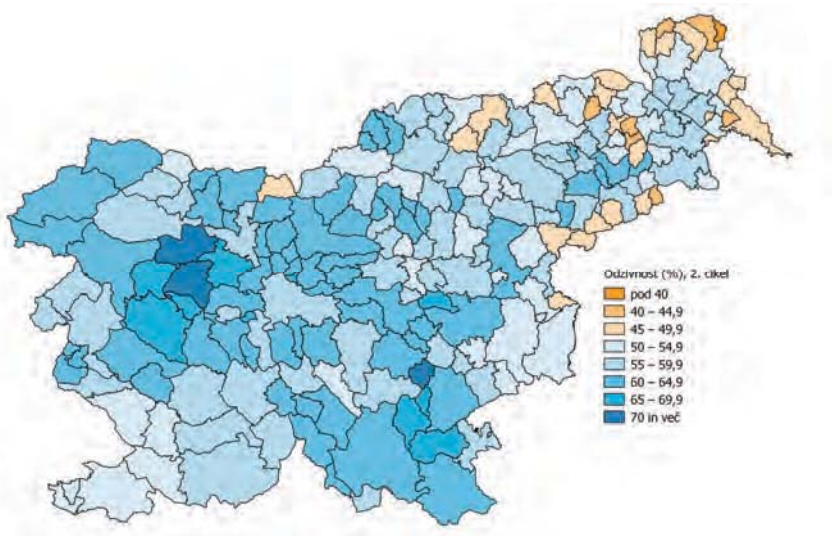 Odzivnost (%), 2. cikel
pod 40
40 – 44,9
45 – 49,9
50 – 54,9
55 – 59,9
60 – 64,9
65 – 69,9
70 in več